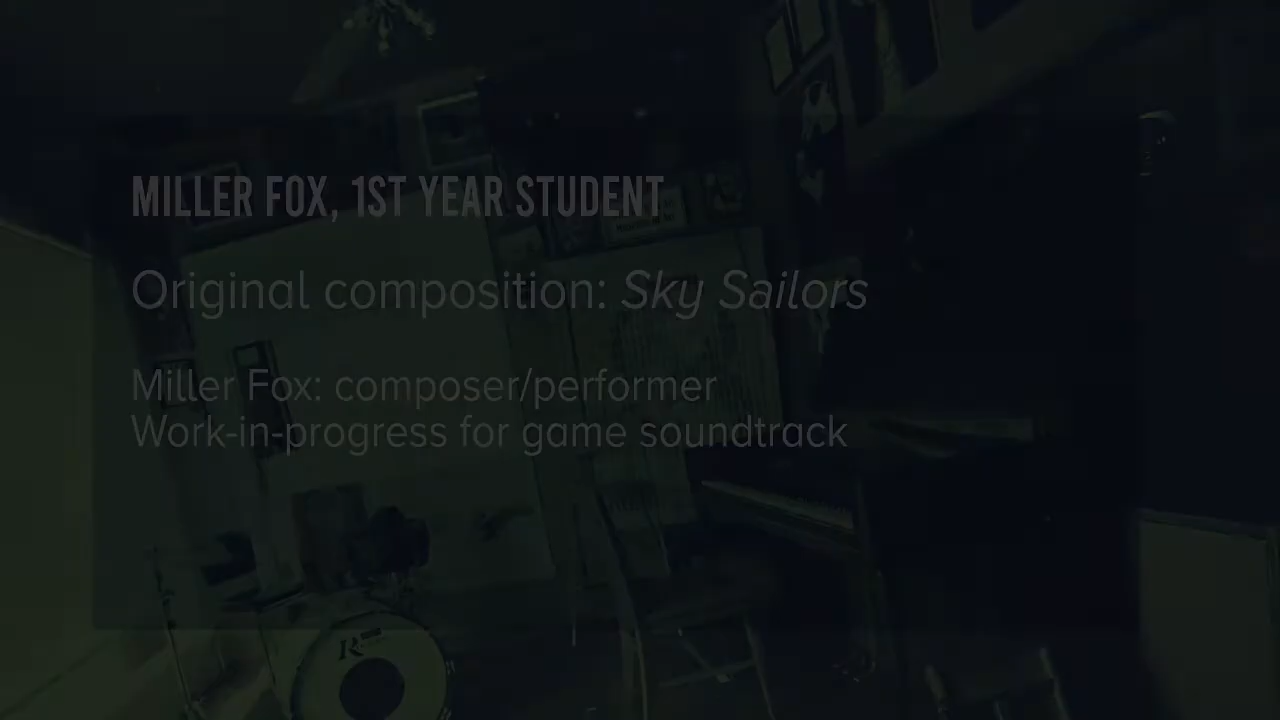 MILLER FOX, 1ST YEAR STUDENT
Original composition: Sky Sailors
Miller Fox: composer/performer
Work-in-progress for game soundtrack
R